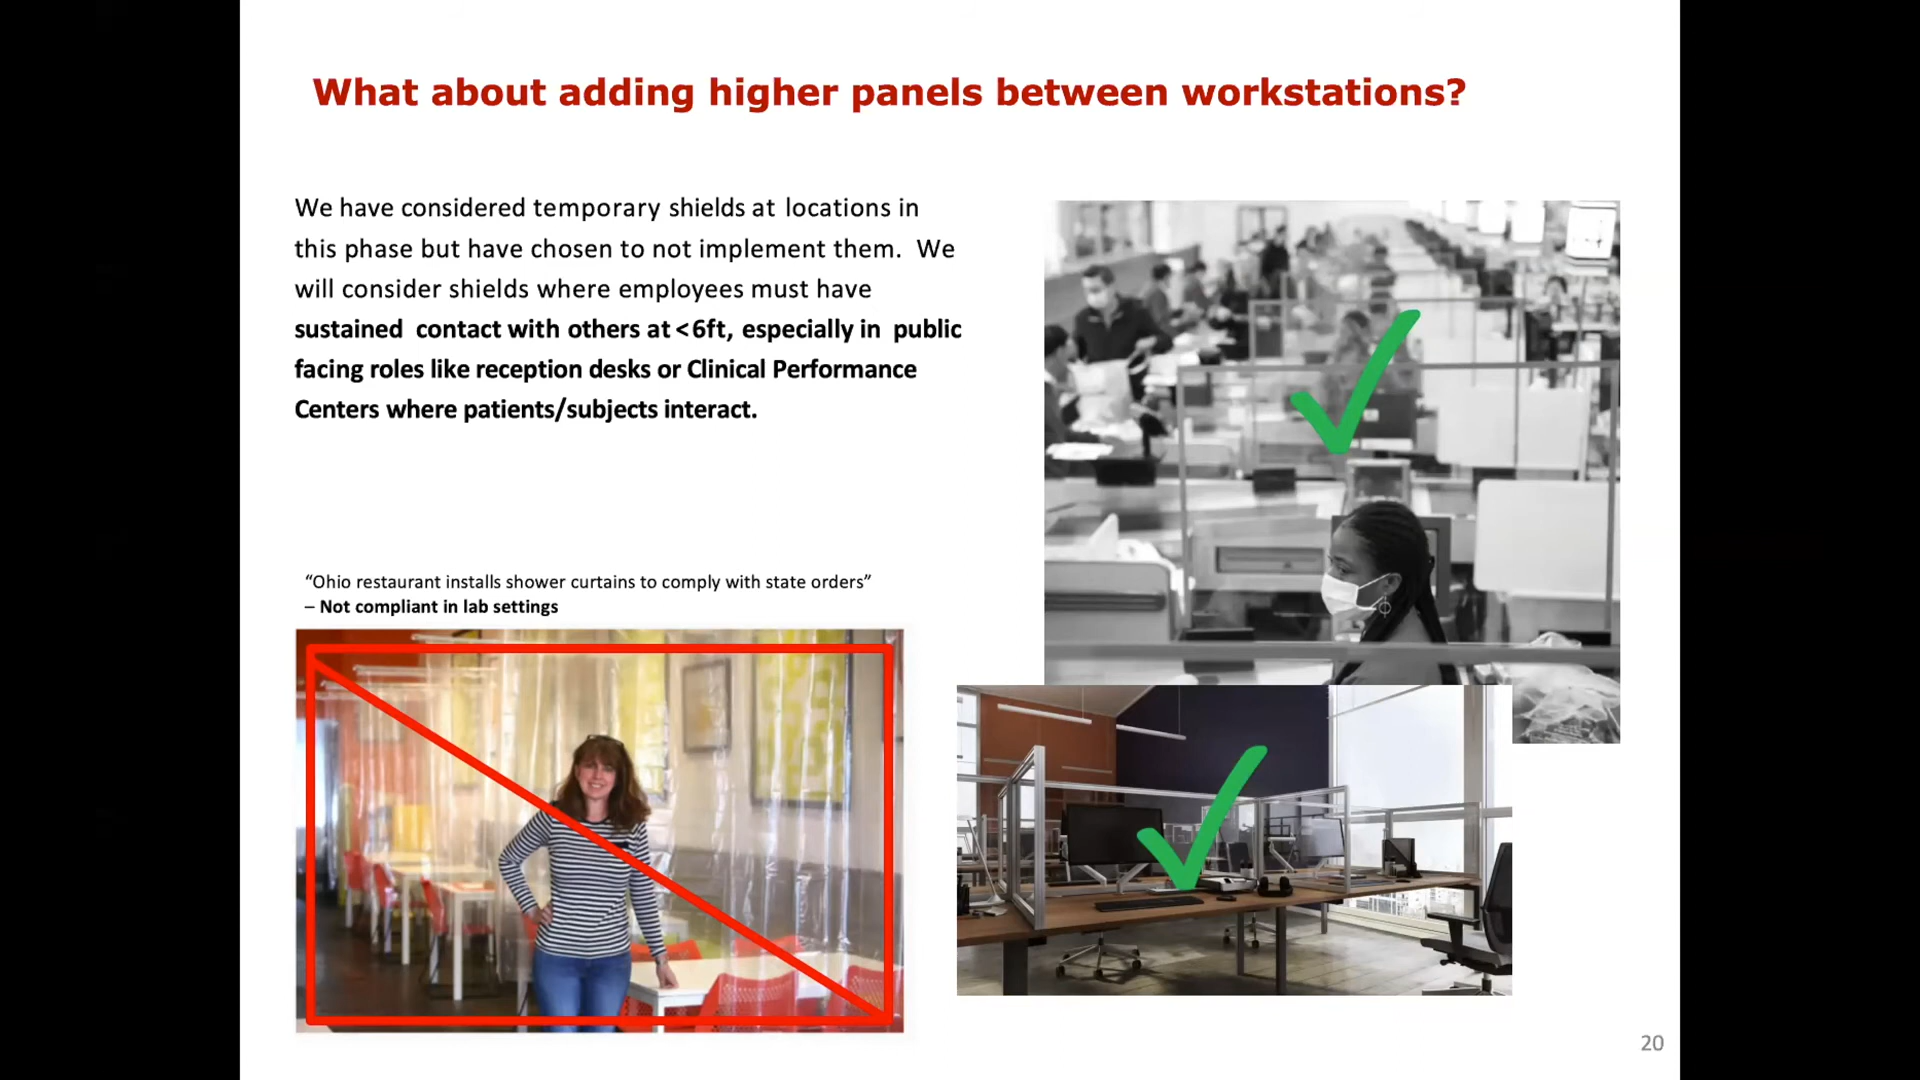 What about adding higher panels between workstations?
We have considered temporary shields at locations in
this phase but have chosen to not implement them. We
will consider shields where employees must have
sustained contact with others at <6ft, especially in public
facing roles like reception desks or Clinical Performance
Centers where patients/subjects interact.
“Ohio restaurant installs shower curtains to comply with state orders”
– Not compliant in lab settings
20